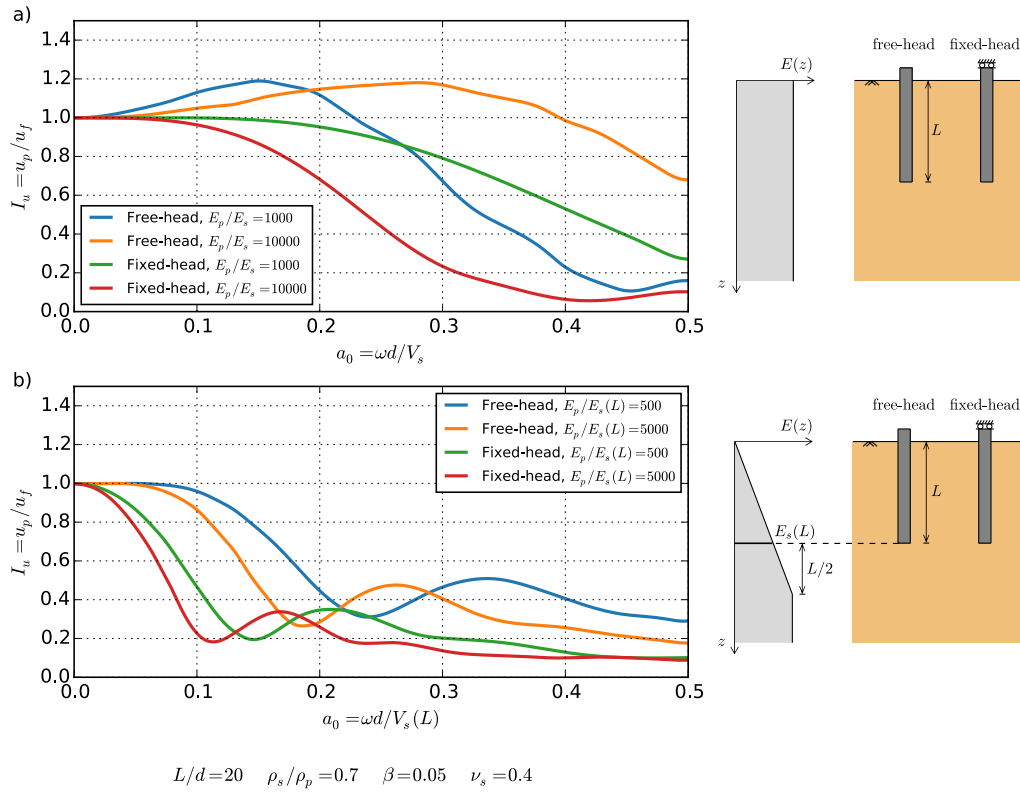 a)
1.4
1.2
1.0
0.8
0.6
0.4
0.2
0.0
I_u = u_p/u_f
Free-head, E_p/E_s = 1000
Free-head, E_p/E_s = 10000
Fixed-head, E_p/E_s = 1000
Fixed-head, E_p/E_s = 10000
0.0 0.1 0.2 0.3 0.4 0.5
a_0 = ωd/V_s
E(z)
z
free-head fixed-head
L
b)
1.4
1.2
1.0
0.8
0.6
0.4
0.2
0.0
I_u = u_p/u_f
Free-head, E_p/E_s(L) = 500
Free-head, E_p/E_s(L) = 5000
Fixed-head, E_p/E_s(L) = 500
Fixed-head, E_p/E_s(L) = 5000
0.0 0.1 0.2 0.3 0.4 0.5
a_0 = ωd/V_s(L)
E(z)
E_s(L)
L/2
z
free-head fixed-head
L
L/d = 20 ρ_s/ρ_p = 0.7 β = 0.05 ν_s = 0.4